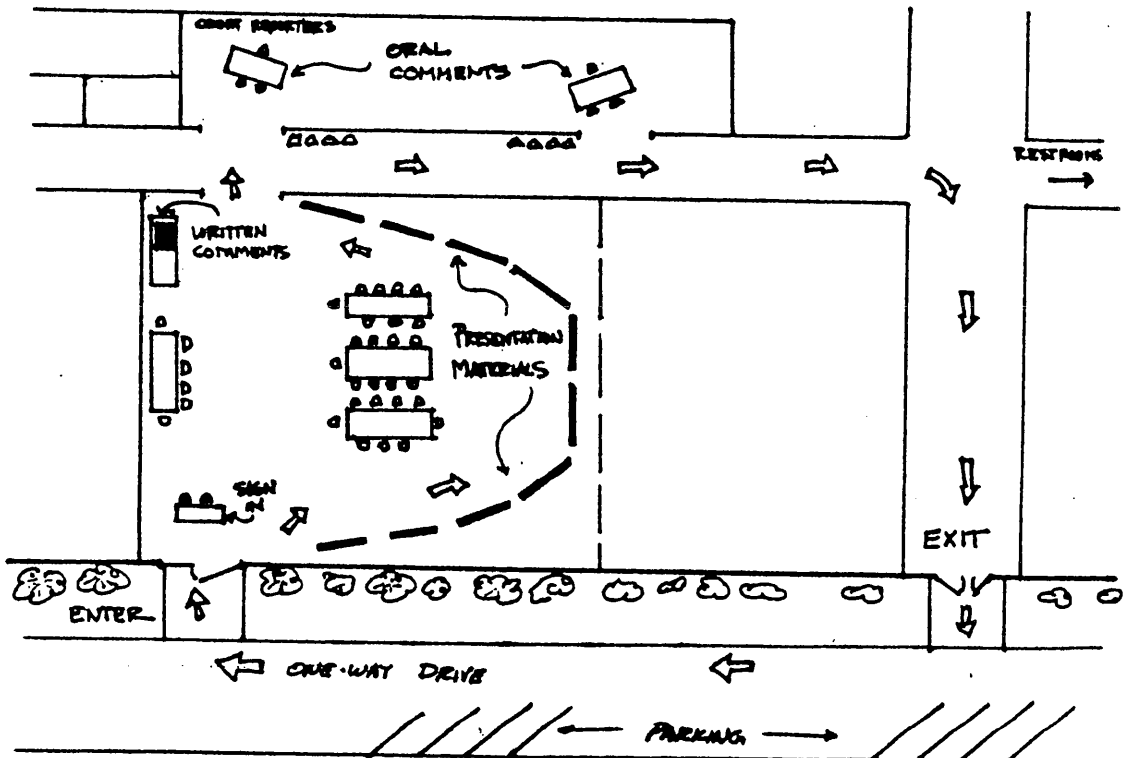 COURT REPORTERS
ORAL
COMMENTS
RESTROOMS
WRITTEN
COMMENTS
PRESENTATION
MATERIALS
SIGN
IN
EXIT
ENTER
ONE-WAY DRIVE
PARKING